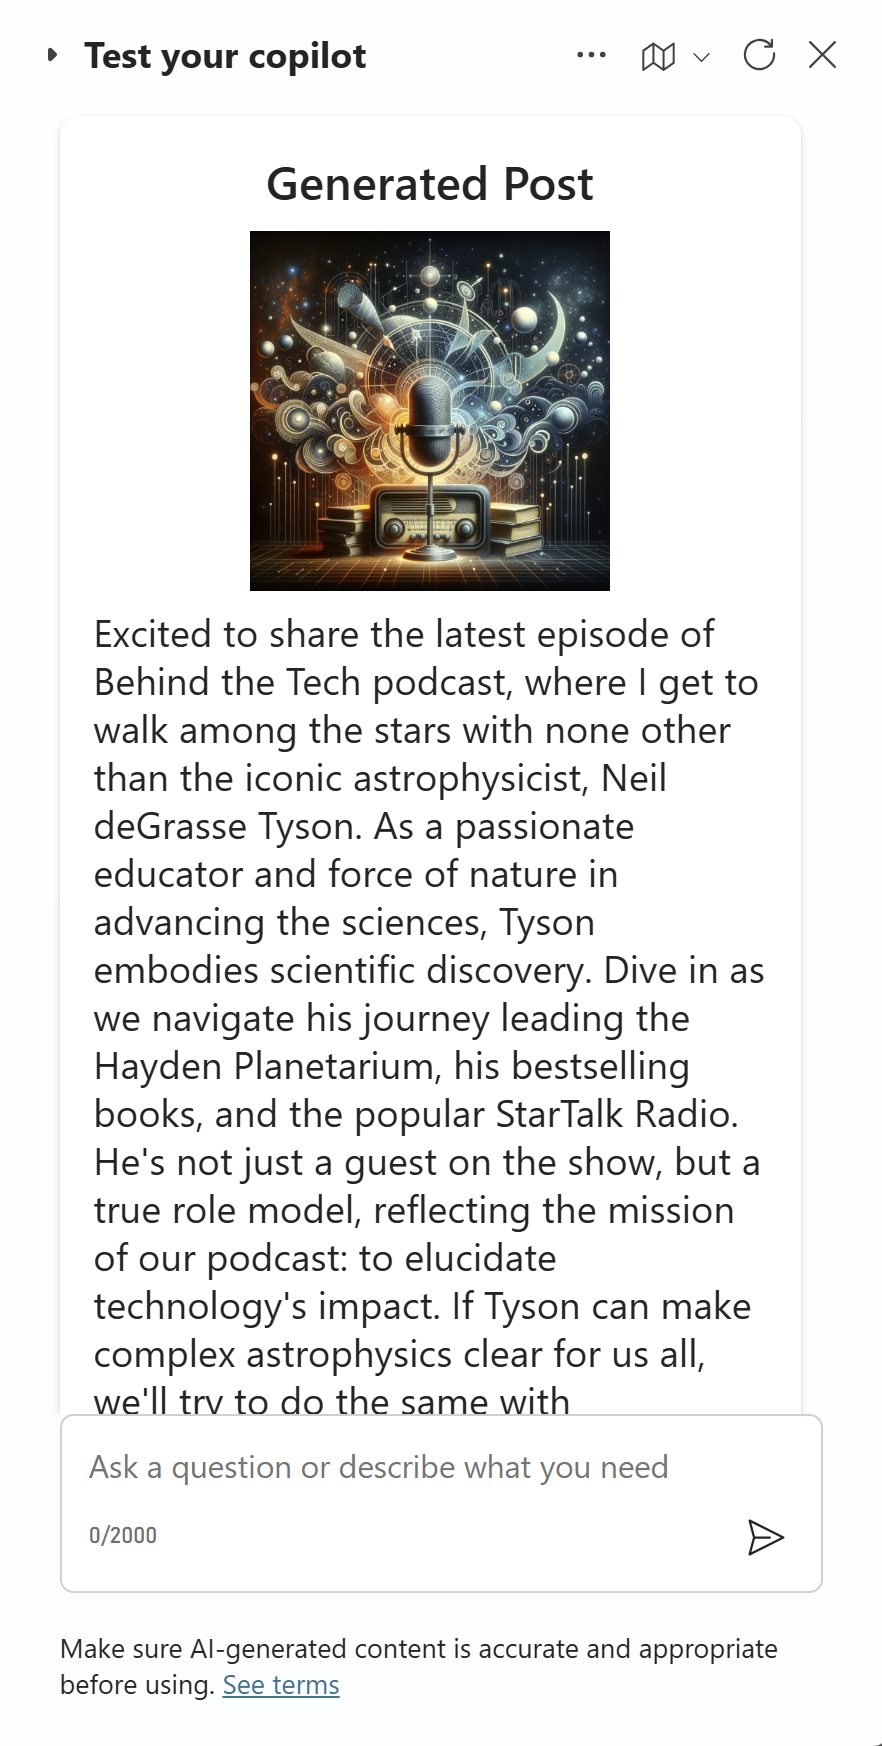 Test your copilot
Generated Post
Excited to share the latest episode of
Behind the Tech podcast, where I get to
walk among the stars with none other
than the iconic astrophysicist, Neil
deGrasse Tyson. As a passionate
educator and force of nature in
advancing the sciences, Tyson
embodies scientific discovery. Dive in as
we navigate his journey leading the
Hayden Planetarium, his bestselling
books, and the popular StarTalk Radio.
He's not just a guest on the show, but a
true role model, reflecting the mission
of our podcast: to elucidate
technology's impact. If Tyson can make
complex astrophysics clear for us all,
we'll try to do the same with
Ask a question or describe what you need
0/2000
Make sure AI-generated content is accurate and appropriate
before using. See terms